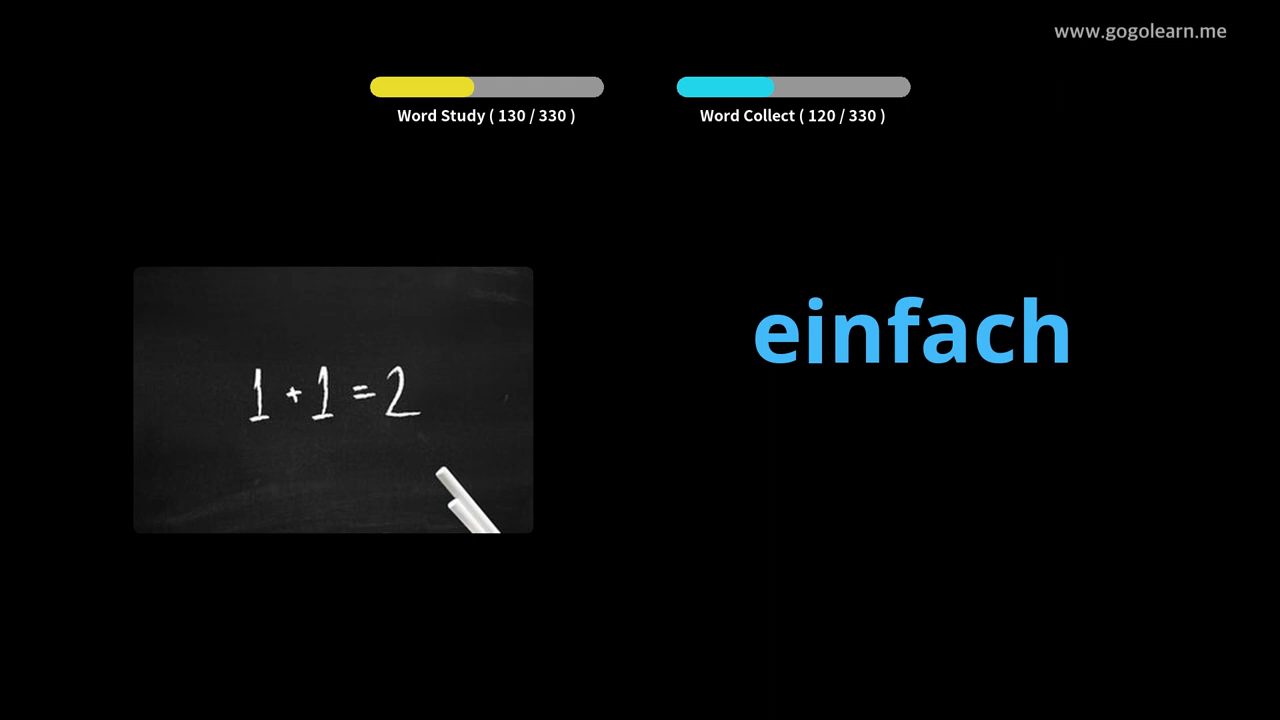 www.gogolearn.me
Word Study ( 130 / 330 )
Word Collect ( 120 / 330 )
einfach
1 + 1 = 2